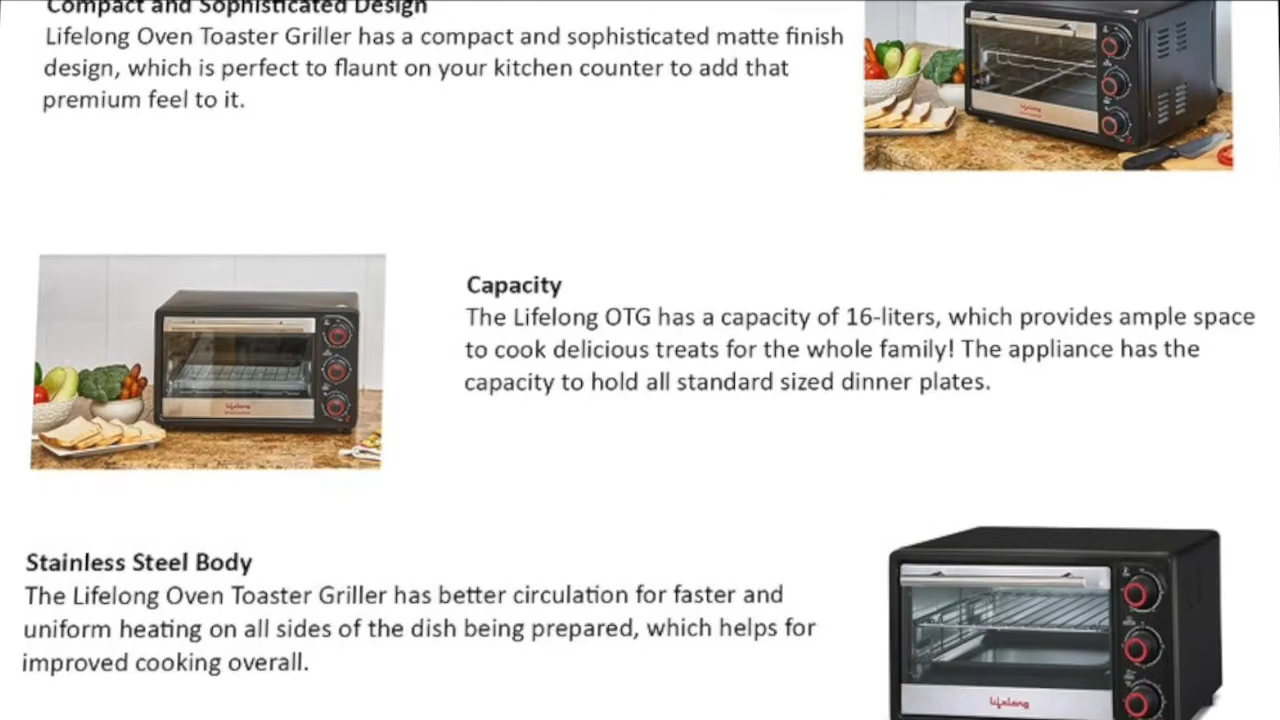 Compact and Sophisticated Design
Lifelong Oven Toaster Griller has a compact and sophisticated matte finish
design, which is perfect to flaunt on your kitchen counter to add that
premium feel to it.
Lifelong
Capacity
The Lifelong OTG has a capacity of 16-liters, which provides ample space
to cook delicious treats for the whole family! The appliance has the
capacity to hold all standard sized dinner plates.
Lifelong
Stainless Steel Body
The Lifelong Oven Toaster Griller has better circulation for faster and
uniform heating on all sides of the dish being prepared, which helps for
improved cooking overall.
Lifelong